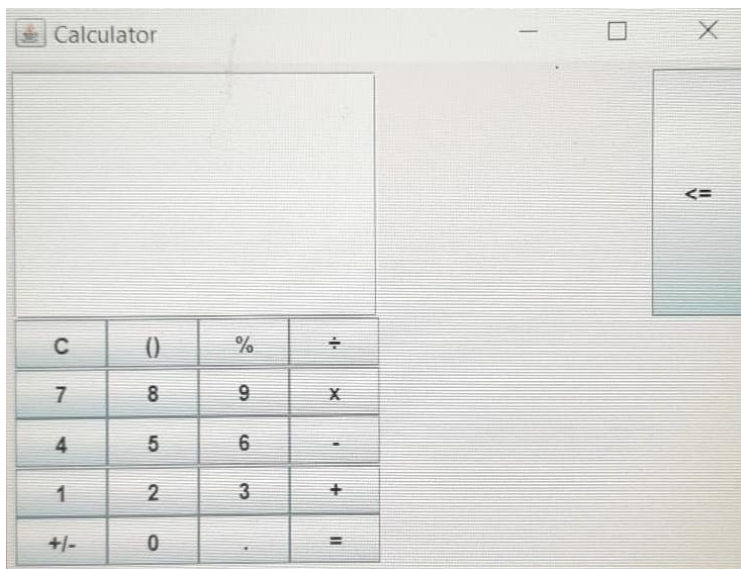 Calculator
<=
C () % ÷
7 8 9 x
4 5 6 -
1 2 3 +
+/- 0 . =